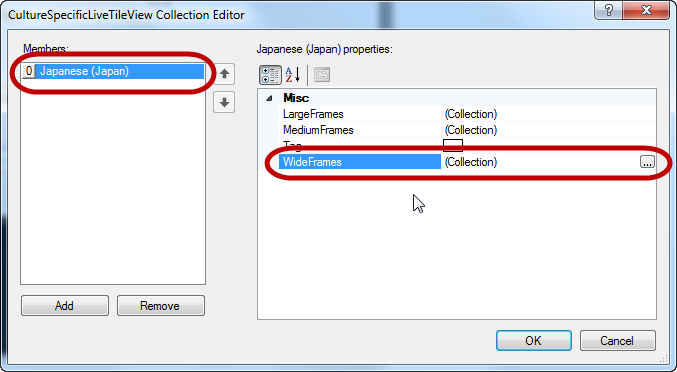 CultureSpecificLiveTileView Collection Editor
?
Members:
0 Japanese (Japan)
Add
Remove
Japanese (Japan) properties:
A
Z
Misc
LargeFrames (Collection)
MediumFrames (Collection)
Tag
WideFrames (Collection) ...
OK
Cancel